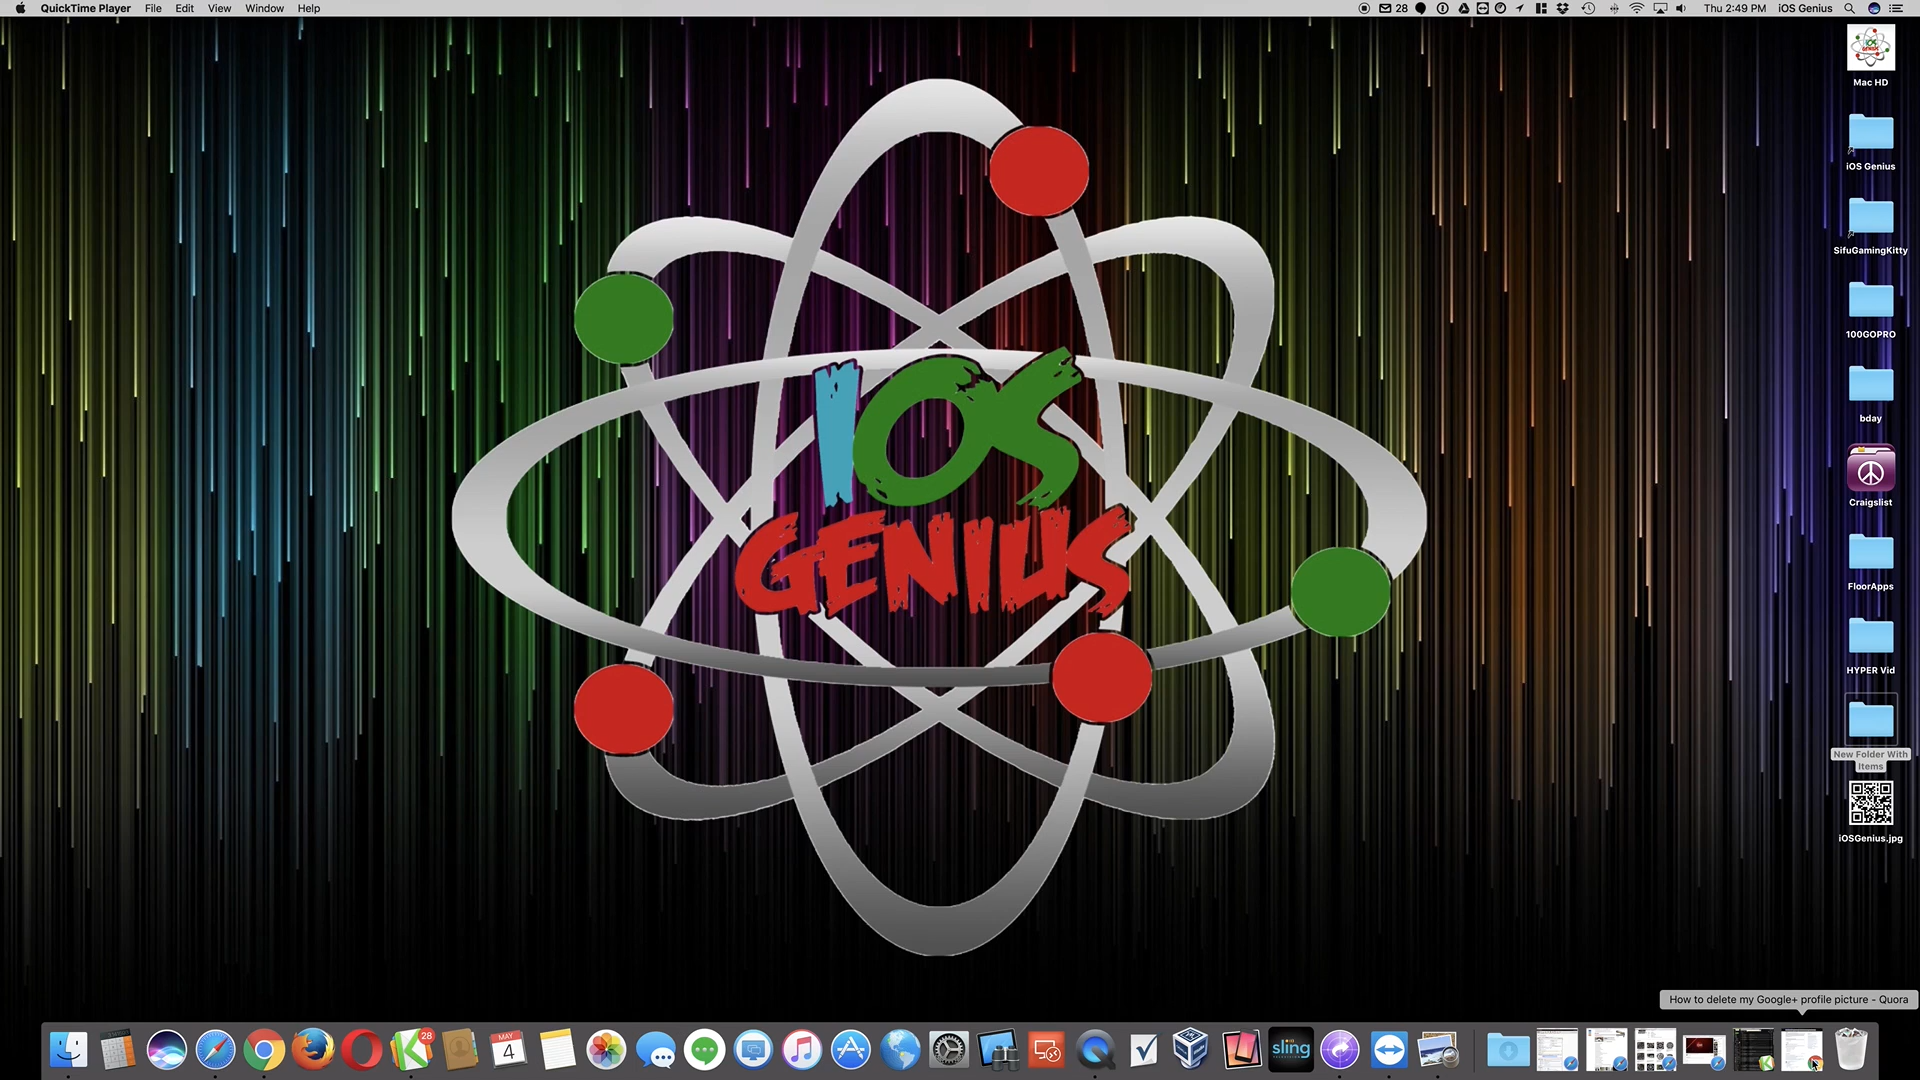 QuickTime Player File Edit View Window Help 28 Thu 2:49 PM iOS Genius
Mac HD
iOS Genius
SifuGamingKitty
100GOPRO
bday
Craigslist
FloorApps
HYPER Vid
New Folder With
Items
iOSGenius.jpg
IOS
GENIUS
How to delete my Google+ profile picture - Quora
28
MAY
4
sling